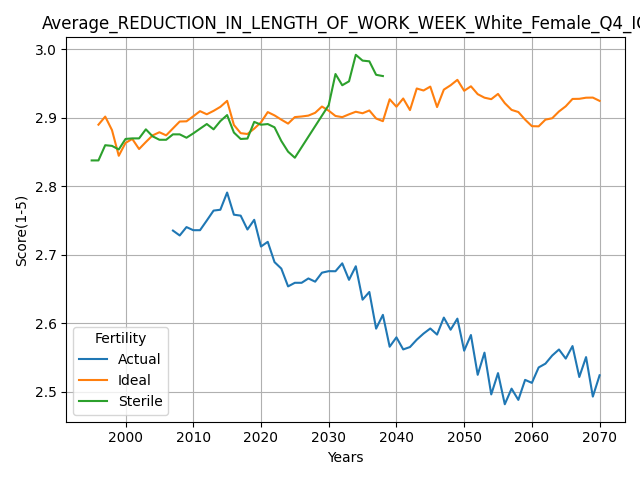 Average_REDUCTION_IN_LENGTH_OF_WORK_WEEK_White_Female_Q4_IQ
3.0
2.9
2.8
2.7
2.6
2.5
Score(1-5)
Fertility
Actual
Ideal
Sterile
2000 2010 2020 2030 2040 2050 2060 2070
Years